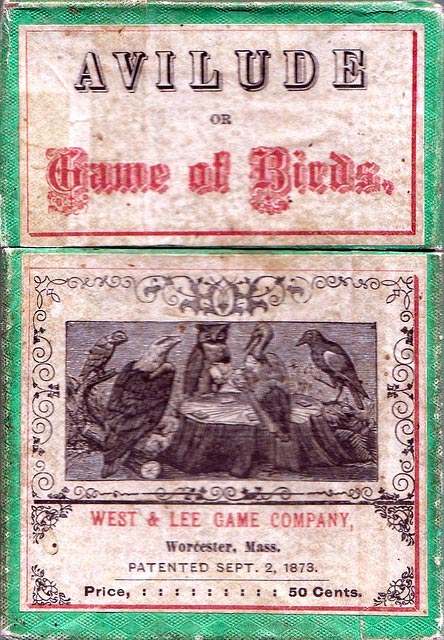 AVILUDE
OR
Game of Birds.
WEST & LEE GAME COMPANY,
Worcester, Mass.
PATENTED SEPT. 2, 1873.
Price, : : : : : : : : : 50 Cents.